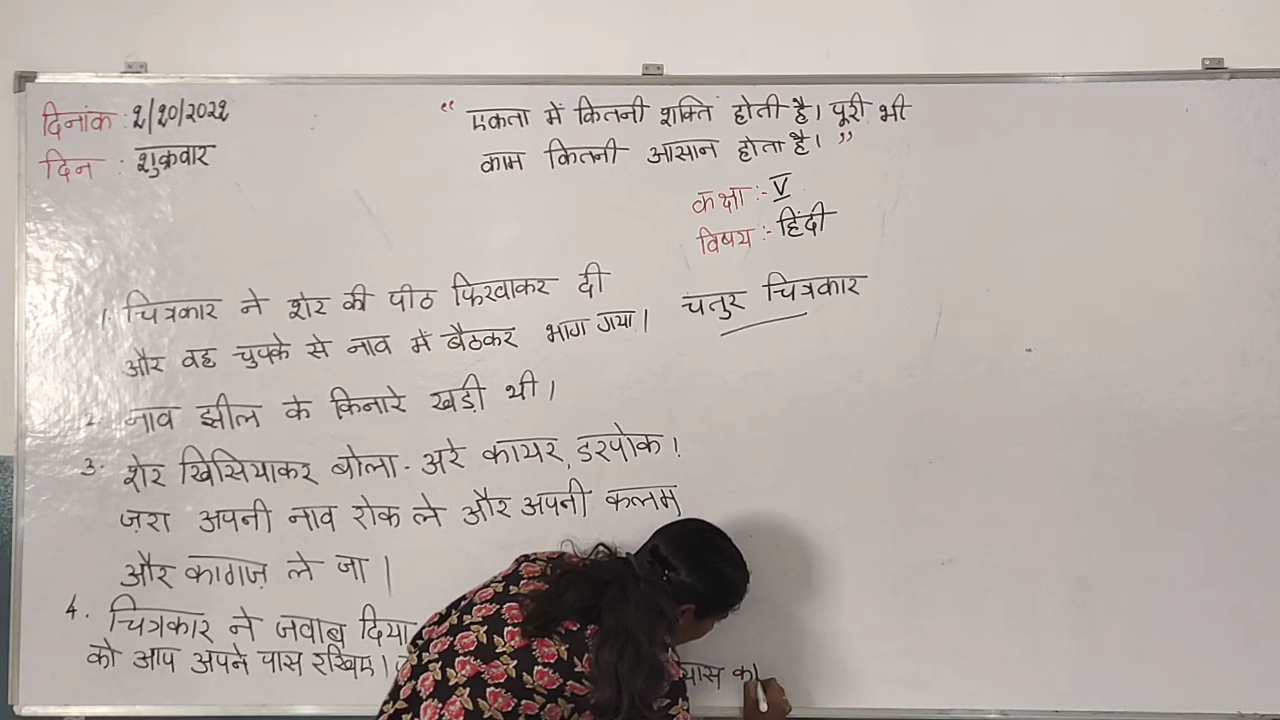 दिनांक : 2/20/2022
दिन : शुक्रवार
“ एकता में कितनी शक्ति होती है। पूरी भी
काम कितनी आसान होता है। ”
कक्षा :- V
विषय :- हिंदी
चतुर चित्रकार
1. चित्रकार ने शेर की पीठ फिरवाकर दी
और वह चुपके से नाव में बैठकर भाग गया।
2. नाव झील के किनारे खड़ी थी।
3. शेर खिसियाकर बोला - अरे कायर, डरपोक!
ज़रा अपनी नाव रोक ले और अपनी कलम
और कागज़ ले जा।
4. चित्रकार ने जवाब दिया
को आप अपने पास रखिए।